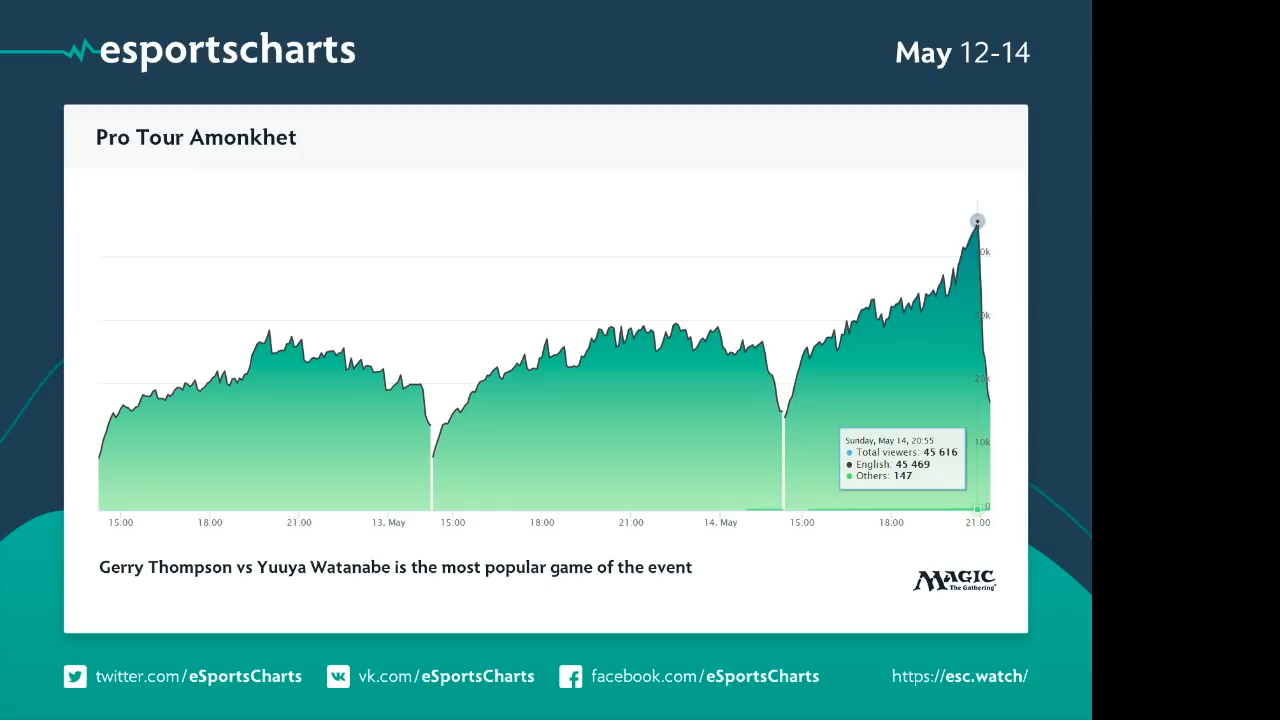 esportscharts
May 12-14
Pro Tour Amonkhet
20k
10k
0
Sunday, May 14, 20:55
Total viewers: 45 616
English: 45 469
Others: 147
15:00 18:00 21:00 13. May 15:00 18:00 21:00 14. May 15:00 18:00 21:00
Gerry Thompson vs Yuuya Watanabe is the most popular game of the event
MAGIC
The Gathering®
twitter.com/eSportsCharts vk.com/eSportsCharts facebook.com/eSportsCharts https://esc.watch/